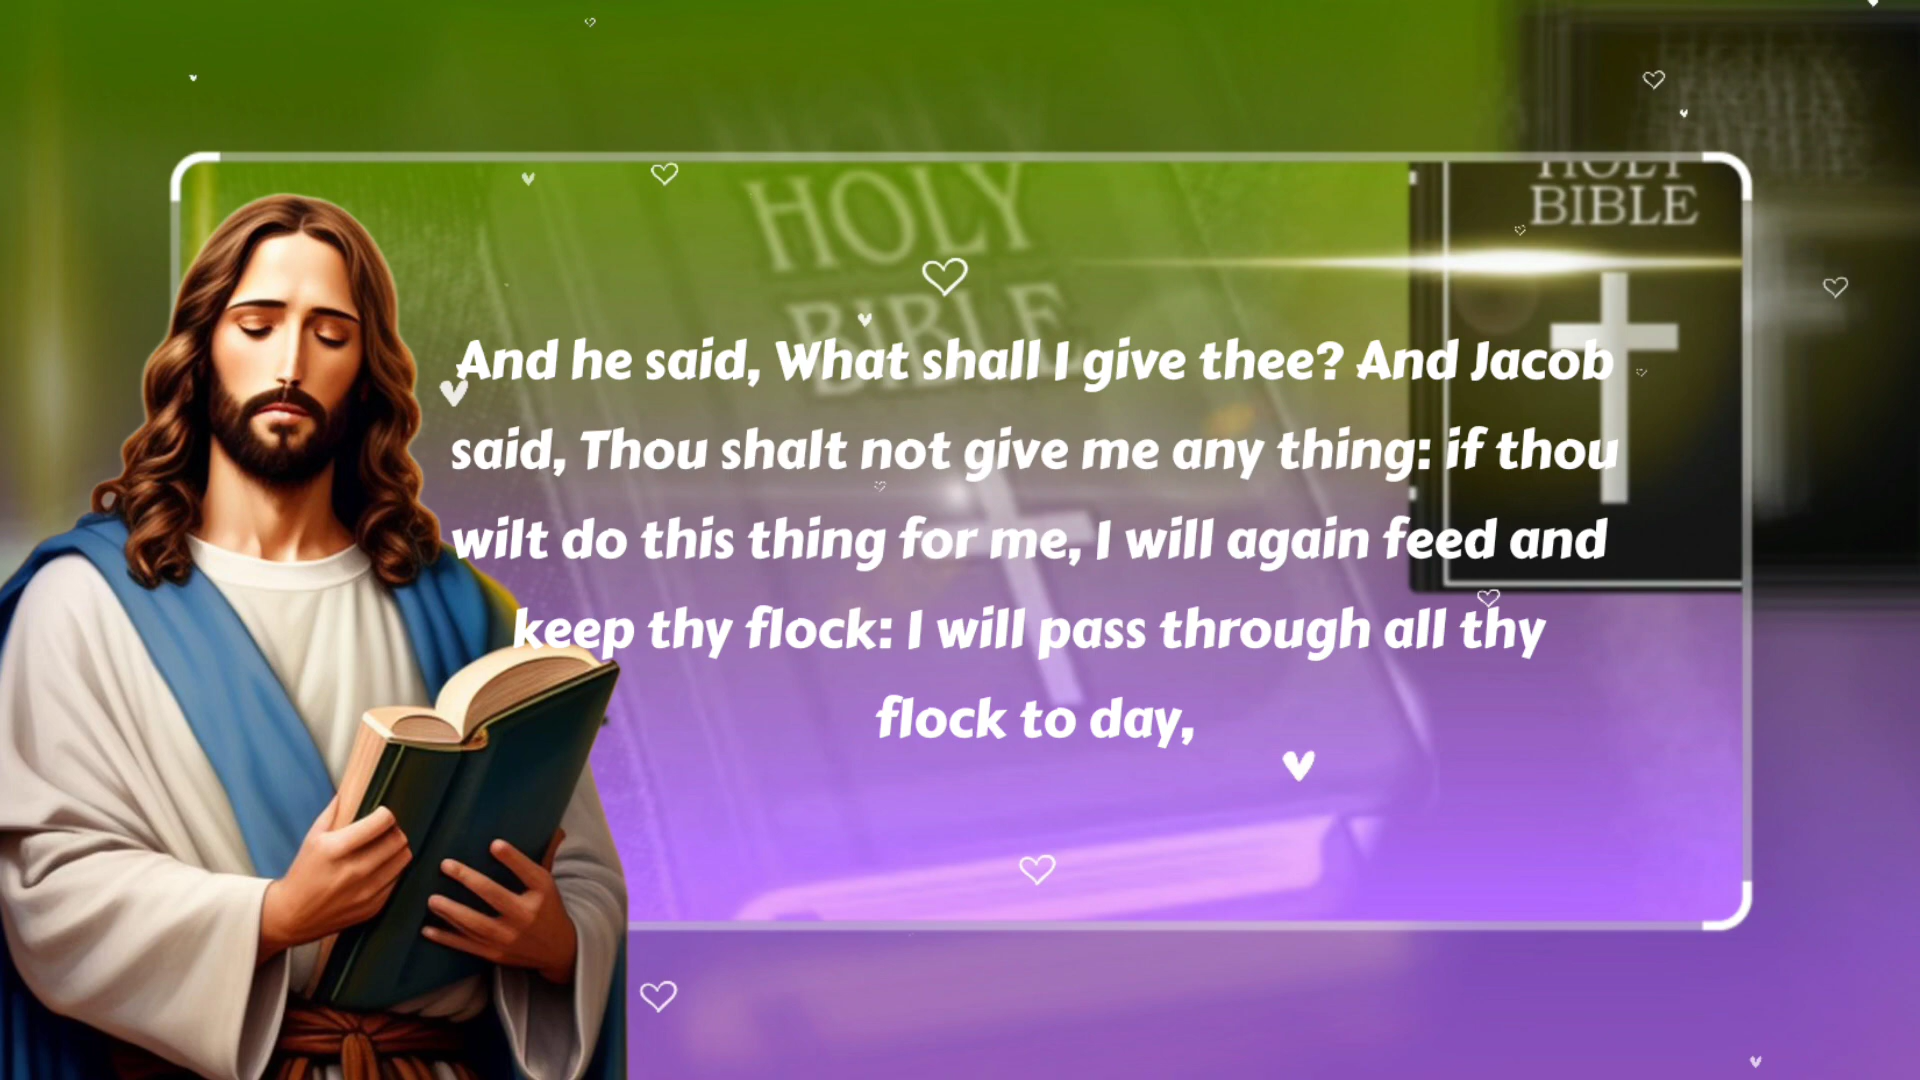 HOLY
BIBLE
HOLY
BIBLE
And he said, What shall I give thee? And Jacob
said, Thou shalt not give me any thing: if thou
wilt do this thing for me, I will again feed and
keep thy flock: I will pass through all thy
flock to day,